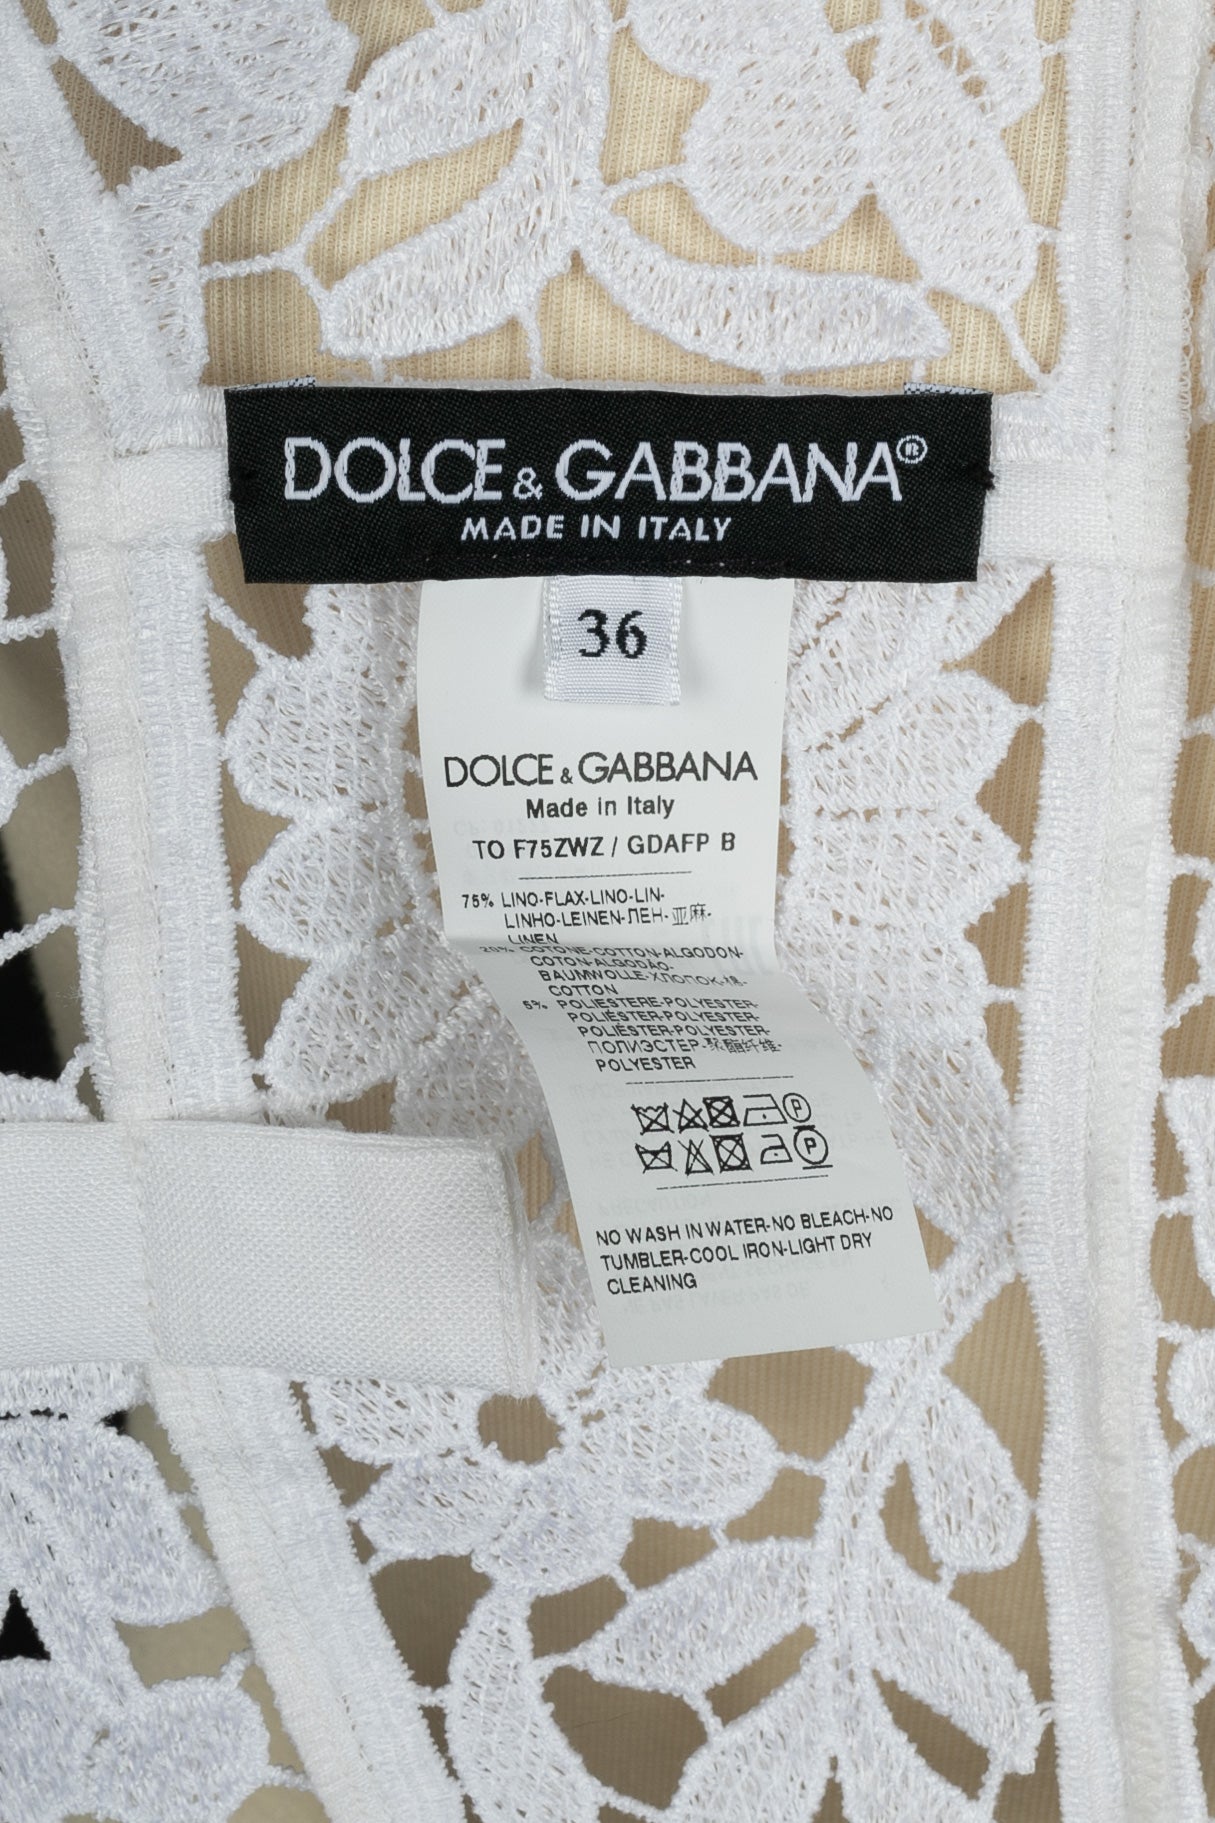 DOLCE & GABBANA®
MADE IN ITALY
36
DOLCE & GABBANA
Made in Italy
TO F75ZWZ / GDAFP B
75% LINO-FLAX-LINO-LIN-
LINHO-LEINEN-ЛЕН-亚麻-
LINEN
20% COTONE-COTTON-ALGODON-
COTON-ALGODÃO-
BAUMWOLLE-ХЛОПОК-棉-
COTTON
5% POLIESTERE-POLYESTER-
POLIÉSTER-POLYESTER-
POLIÉSTER-POLYESTER-
ПОЛИЭСТЕР-聚酯纤维-
POLYESTER
P
P
NO WASH IN WATER-NO BLEACH-NO
TUMBLER-COOL IRON-LIGHT DRY
CLEANING